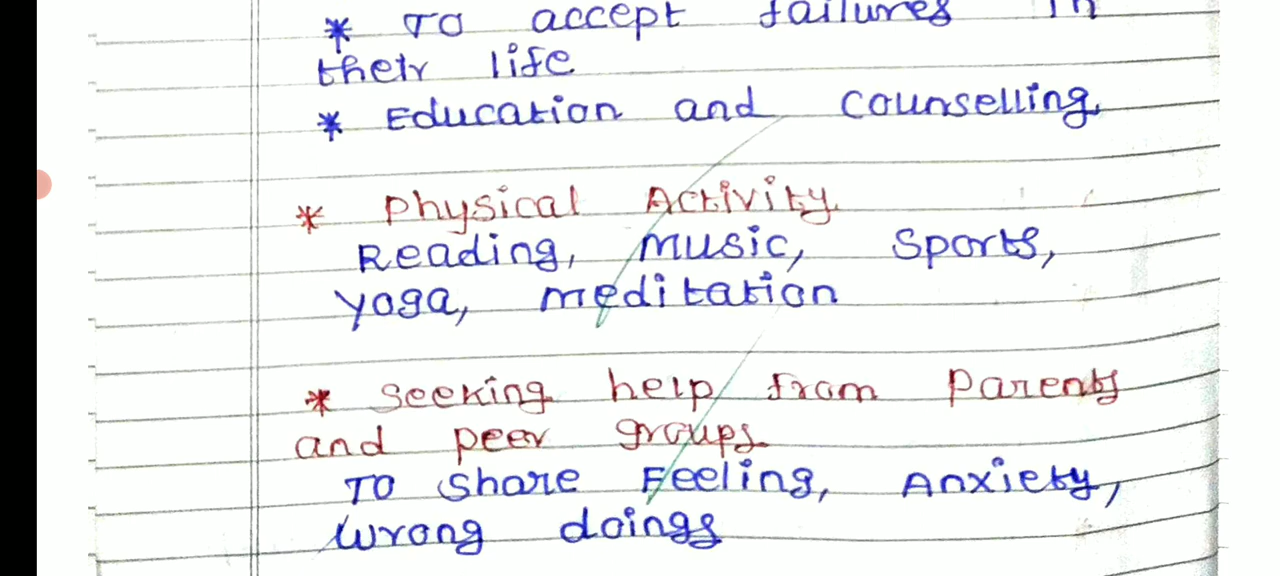 * To accept failures in
their life
* Education and counselling.
* Physical Activity.
Reading, music, Sports,
yoga, meditation
* Seeking help from Parents
and peer groups.
To share Feeling, Anxiety,
wrong doings